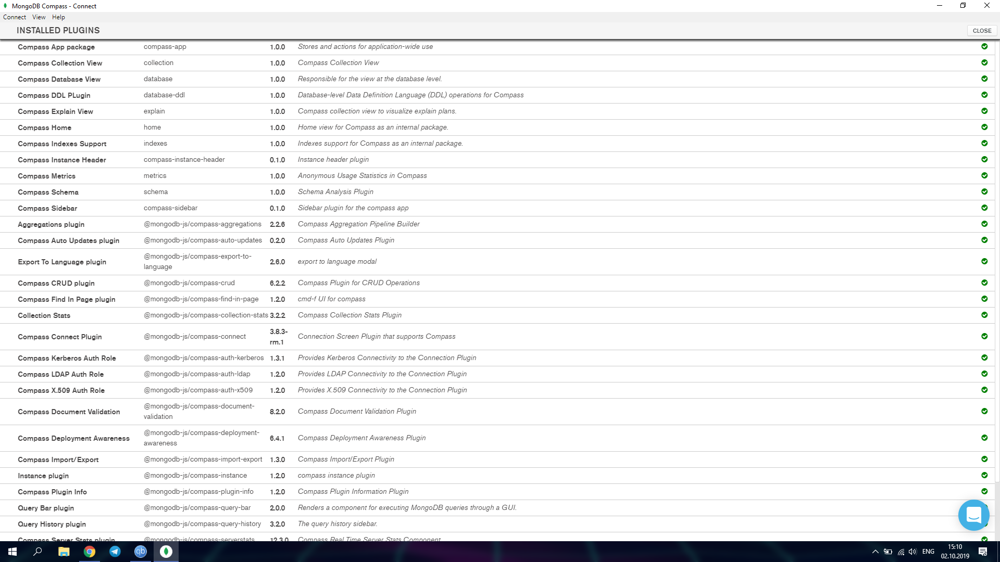 MongoDB Compass - Connect
Connect View Help
INSTALLED PLUGINS
CLOSE
Compass App package compass-app 1.0.0 Stores and actions for application-wide use
Compass Collection View collection 1.0.0 Compass Collection View
Compass Database View database 1.0.0 Responsible for the view at the database level.
Compass DDL PLugin database-ddl 1.0.0 Database-level Data Definition Language (DDL) operations for Compass
Compass Explain View explain 1.0.0 Compass collection view to visualize explain plans.
Compass Home home 1.0.0 Home view for Compass as an internal package.
Compass Indexes Support indexes 1.0.0 Indexes support for Compass as an internal package.
Compass Instance Header compass-instance-header 0.1.0 Instance header plugin
Compass Metrics metrics 1.0.0 Anonymous Usage Statistics in Compass
Compass Schema schema 1.0.0 Schema Analysis Plugin
Compass Sidebar compass-sidebar 0.1.0 Sidebar plugin for the compass app
Aggregations plugin @mongodb-js/compass-aggregations 2.2.6 Compass Aggregation Pipeline Builder
Compass Auto Updates plugin @mongodb-js/compass-auto-updates 0.2.0 Compass Auto Updates Plugin
Export To Language plugin @mongodb-js/compass-export-to-
language 2.6.0 export to language modal
Compass CRUD plugin @mongodb-js/compass-crud 6.2.2 Compass Plugin for CRUD Operations
Compass Find In Page plugin @mongodb-js/compass-find-in-page 1.2.0 cmd-f UI for compass
Collection Stats @mongodb-js/compass-collection-stats 3.2.2 Compass Collection Stats Plugin
Compass Connect Plugin @mongodb-js/compass-connect 3.8.3-
rm.1 Connection Screen Plugin that supports Compass
Compass Kerberos Auth Role @mongodb-js/compass-auth-kerberos 1.3.1 Provides Kerberos Connectivity to the Connection Plugin
Compass LDAP Auth Role @mongodb-js/compass-auth-ldap 1.2.0 Provides LDAP Connectivity to the Connection Plugin
Compass X.509 Auth Role @mongodb-js/compass-auth-x509 1.2.0 Provides X.509 Connectivity to the Connection Plugin
Compass Document Validation @mongodb-js/compass-document-
validation 8.2.0 Compass Document Validation Plugin
Compass Deployment Awareness @mongodb-js/compass-deployment-
awareness 6.4.1 Compass Deployment Awareness Plugin
Compass Import/Export @mongodb-js/compass-import-export 1.3.0 Compass Import/Export Plugin
Instance plugin @mongodb-js/compass-instance 1.2.0 compass instance plugin
Compass Plugin Info @mongodb-js/compass-plugin-info 1.2.0 Compass Plugin Information Plugin
Query Bar plugin @mongodb-js/compass-query-bar 2.0.0 Renders a component for executing MongoDB queries through a GUI.
Query History plugin @mongodb-js/compass-query-history 3.2.0 The query history sidebar.
Compass Server Stats plugin @mongodb-js/compass-serverstats 12.3.0 Compass Real Time Server Stats Component
qb
ENG
15:10
02.10.2019